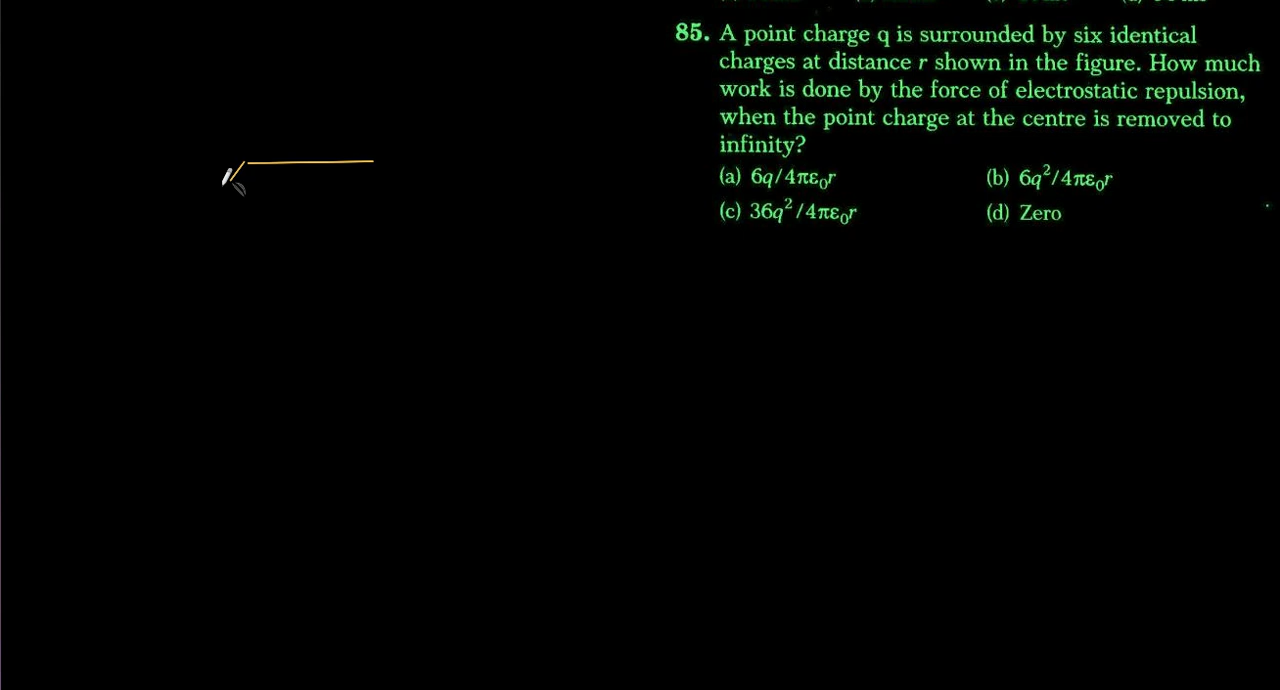 85. A point charge q is surrounded by six identical
charges at distance r shown in the figure. How much
work is done by the force of electrostatic repulsion,
when the point charge at the centre is removed to
infinity?
(a) 6q/4πε₀r (b) 6q²/4πε₀r
(c) 36q²/4πε₀r (d) Zero